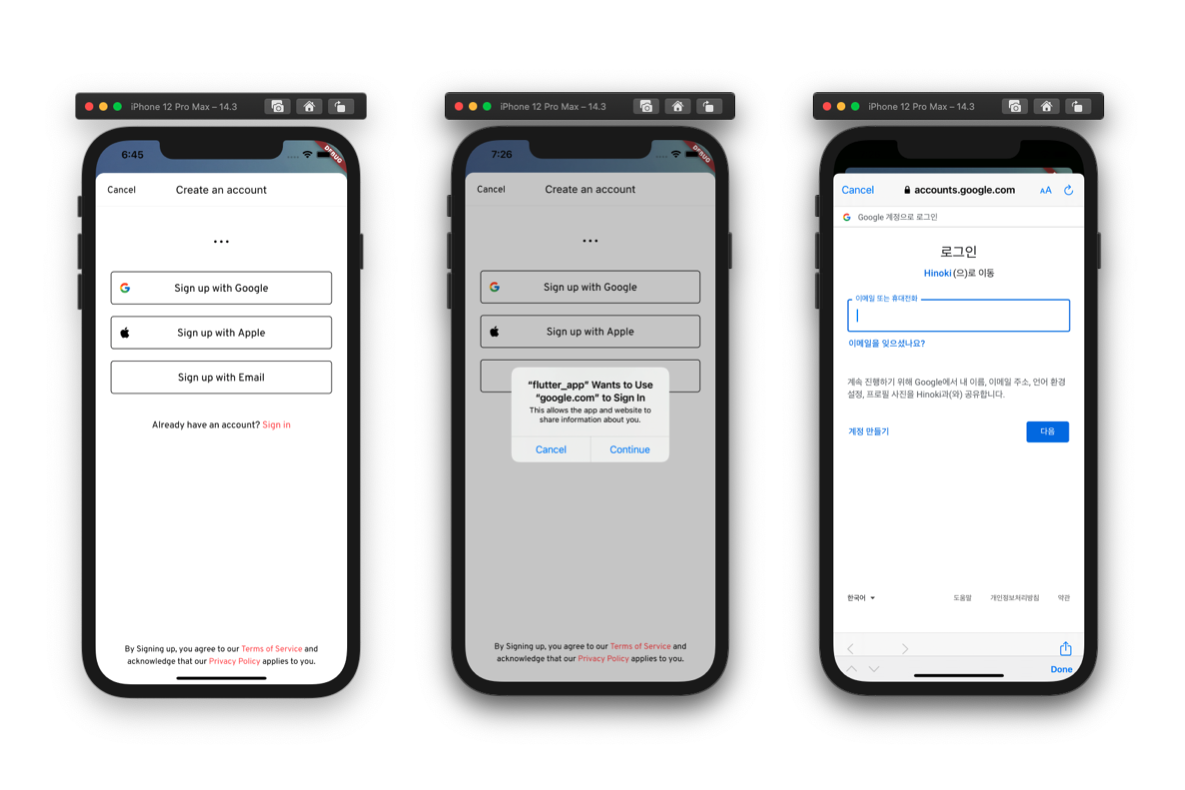 iPhone 12 Pro Max – 14.3
6:45
DEBUG
Cancel
Create an account
...
Sign up with Google
Sign up with Apple
Sign up with Email
Already have an account? Sign in
By Signing up, you agree to our Terms of Service and
acknowledge that our Privacy Policy applies to you.
iPhone 12 Pro Max – 14.3
7:26
DEBUG
Cancel
Create an account
...
Sign up with Google
Sign up with Apple
“flutter_app” Wants to Use
“google.com” to Sign In
This allows the app and website to
share information about you.
Cancel
Continue
By Signing up, you agree to our Terms of Service and
acknowledge that our Privacy Policy applies to you.
iPhone 12 Pro Max – 14.3
Cancel
accounts.google.com
AA
Google 계정으로 로그인
로그인
Hinoki(으)로 이동
이메일 또는 휴대전화
이메일을 잊으셨나요?
계속 진행하기 위해 Google에서 내 이름, 이메일 주소, 언어 환경
설정, 프로필 사진을 Hinoki과(와) 공유합니다.
계정 만들기
다음
한국어
도움말
개인정보처리방침
약관
Done